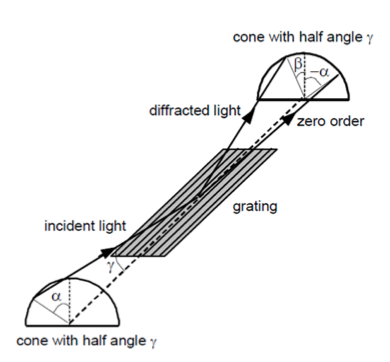 cone with half angle γ
β
-α
diffracted light
zero order
grating
incident light
γ
α
cone with half angle γ